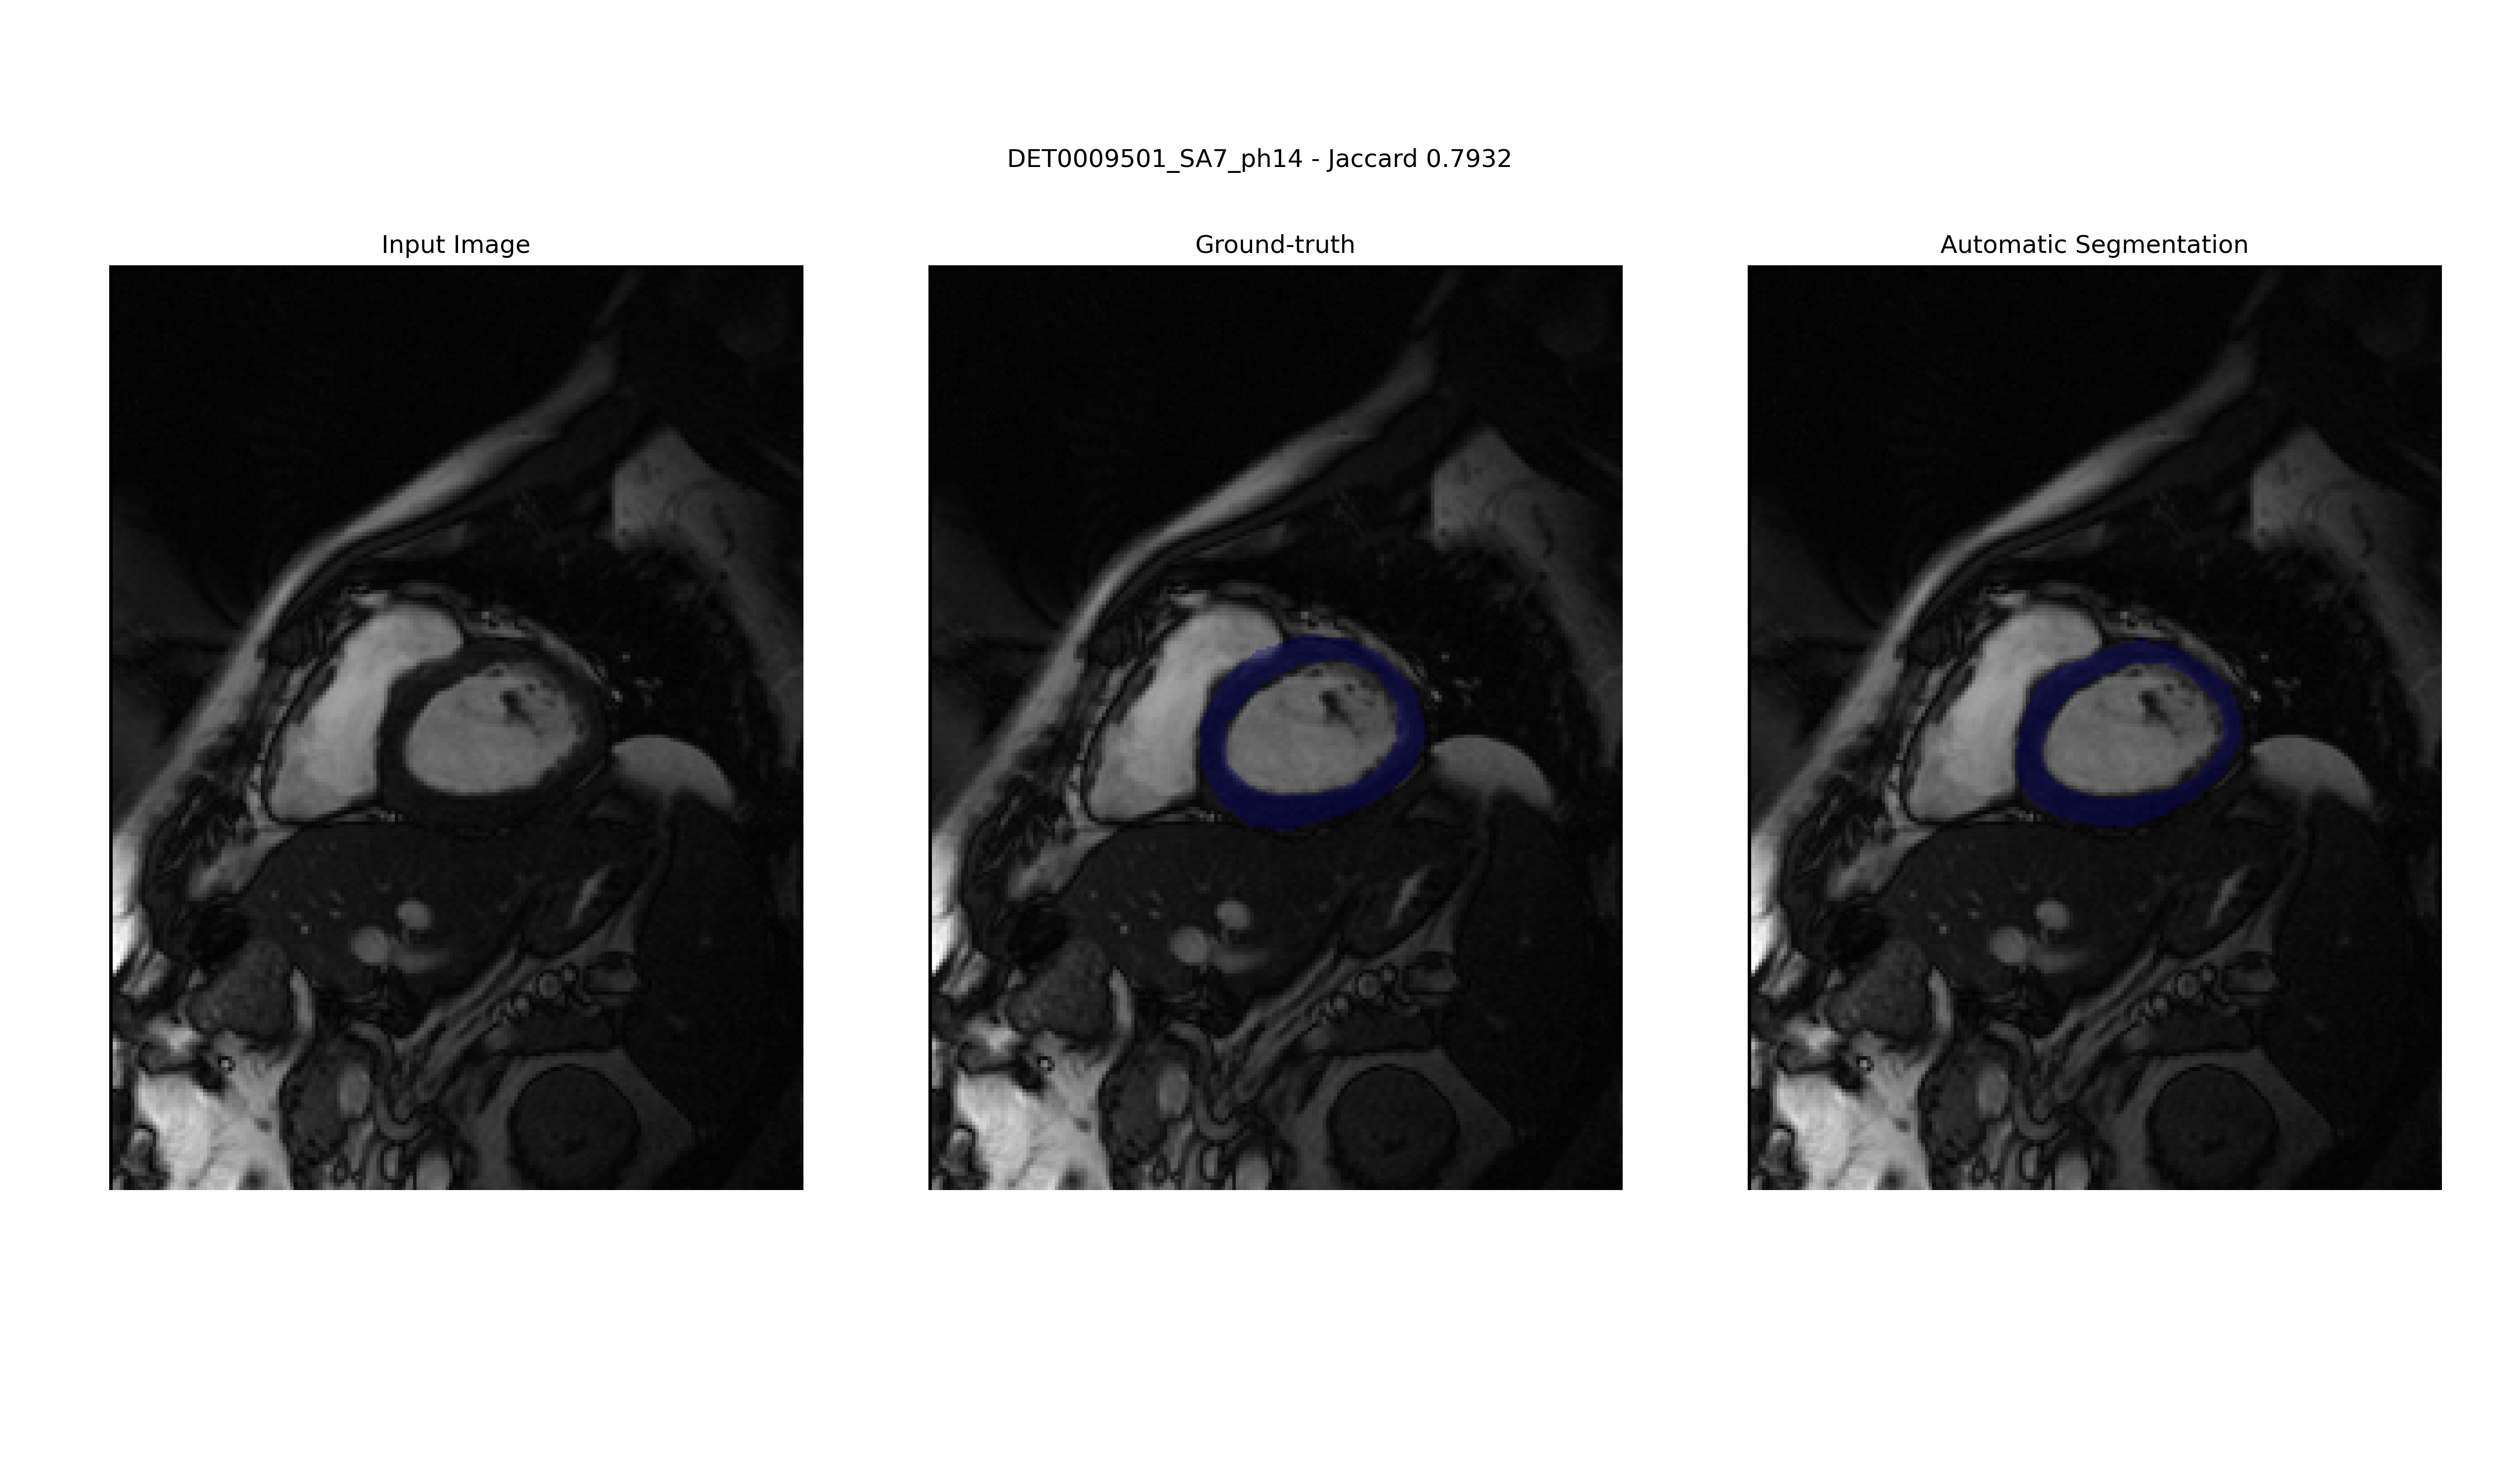 DET0009501_SA7_ph14 - Jaccard 0.7932
Input Image
Ground-truth
Automatic Segmentation